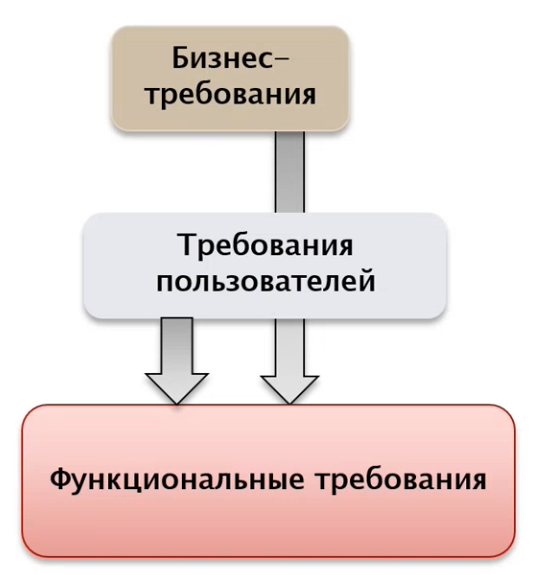 Бизнес-
требования
Требования
пользователей
Функциональные требования